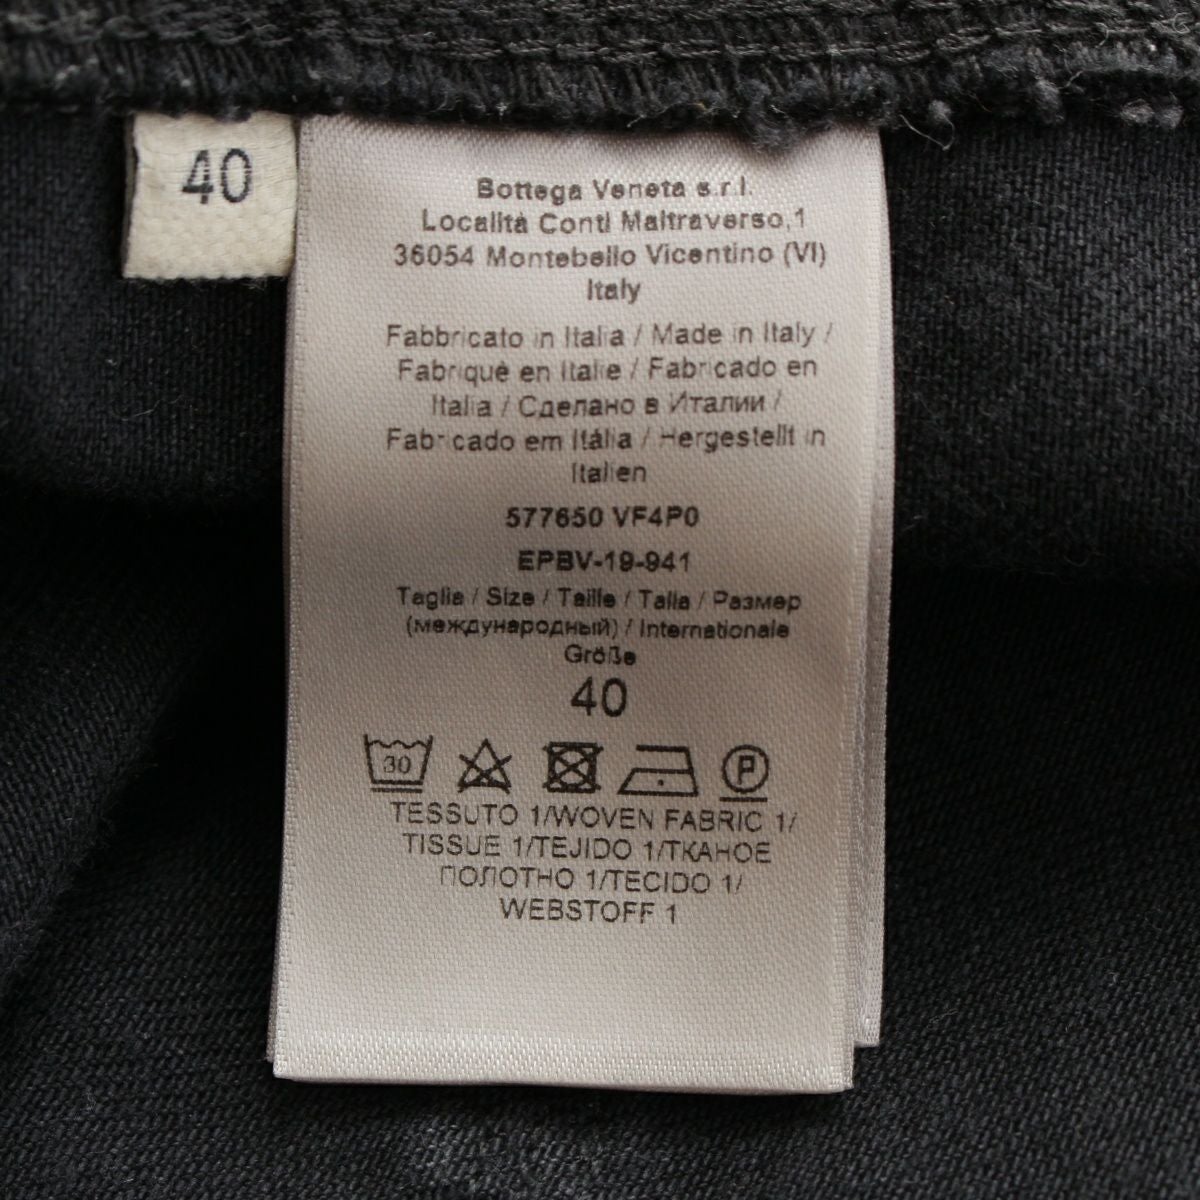 40
Bottega Veneta s.r.l.
Località Conti Maltraverso,1
36054 Montebello Vicentino (VI)
Italy
Fabbricato in Italia / Made in Italy /
Fabriqué en Italie / Fabricado en
Italia / Сделано в Италии /
Fabricado em Itália / Hergestellt in
Italien
577650 VF4P0
EPBV-19-941
Taglia / Size / Taille / Talla / Размер
(международный) / Internationale
Größe
40
30
P
TESSUTO 1/WOVEN FABRIC 1/
TISSUE 1/TEJIDO 1/ТКАНОЕ
ПОЛОТНО 1/TECIDO 1/
WEBSTOFF 1